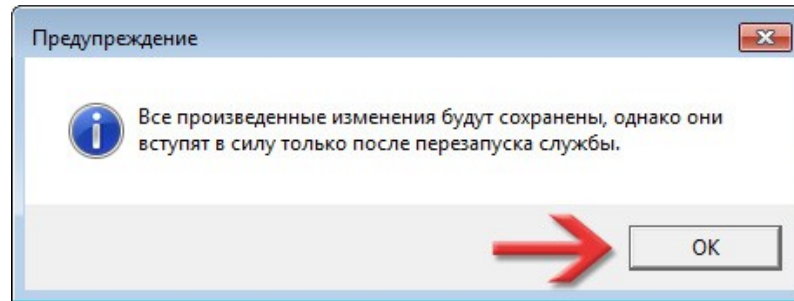 Предупреждение
Все произведенные изменения будут сохранены, однако они
вступят в силу только после перезапуска службы.
OK